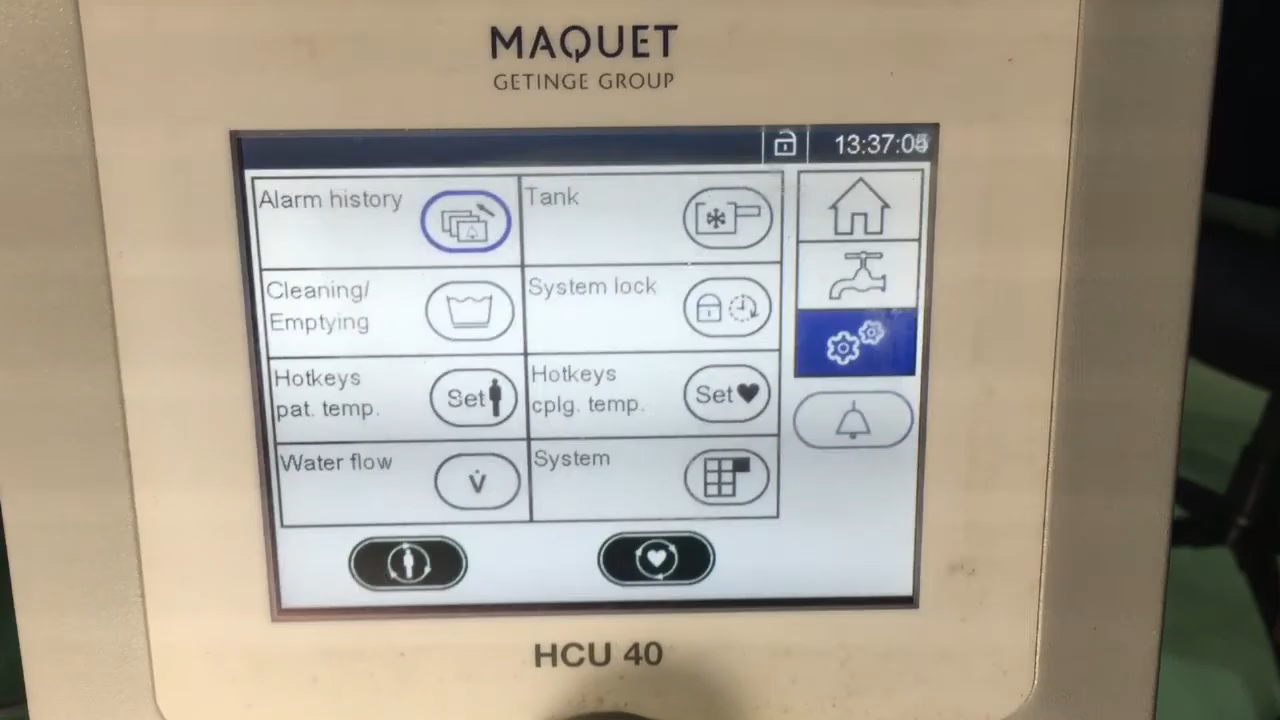 MAQUET
GETINGE GROUP
13:37:05
Alarm history
Tank
Cleaning/
Emptying
System lock
Hotkeys
pat. temp.
Set
Hotkeys
cplg. temp.
Set
Water flow
V̇
System
HCU 40